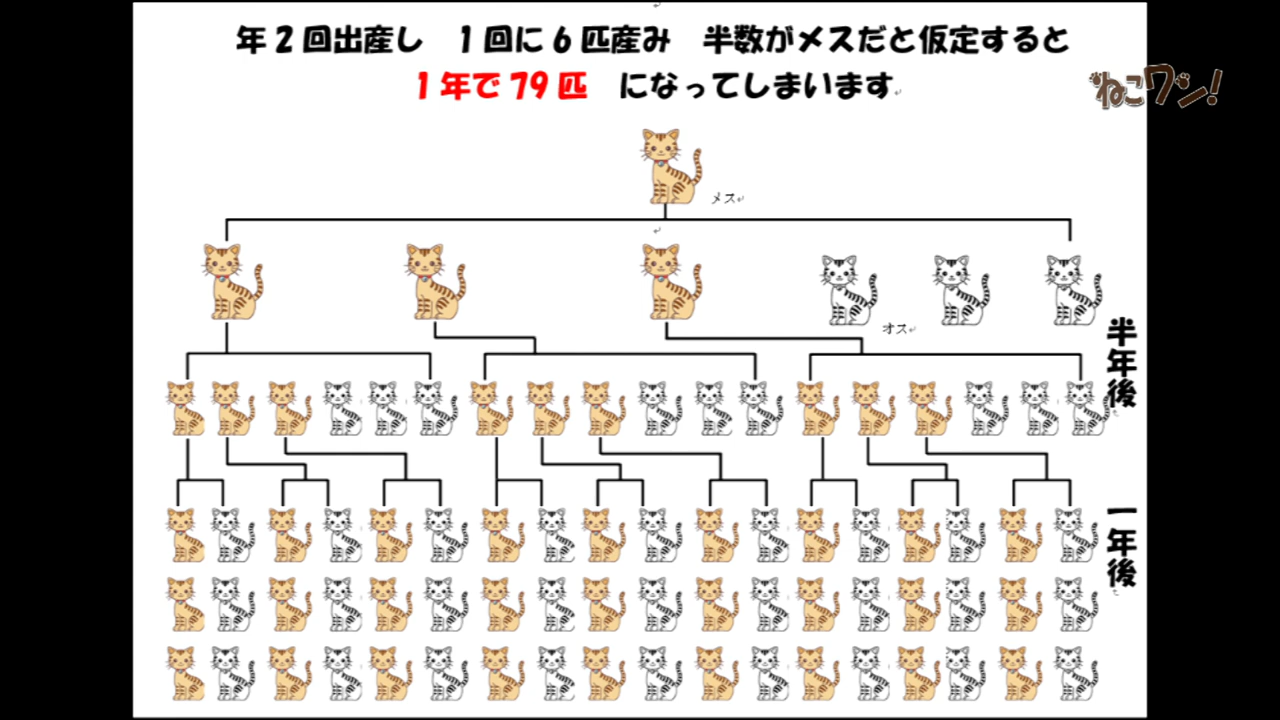 年2回出産し　1回に6匹産み　半数がメスだと仮定すると
1年で79匹　になってしまいます
ねこワン!
メス
オス
半年後
一年後